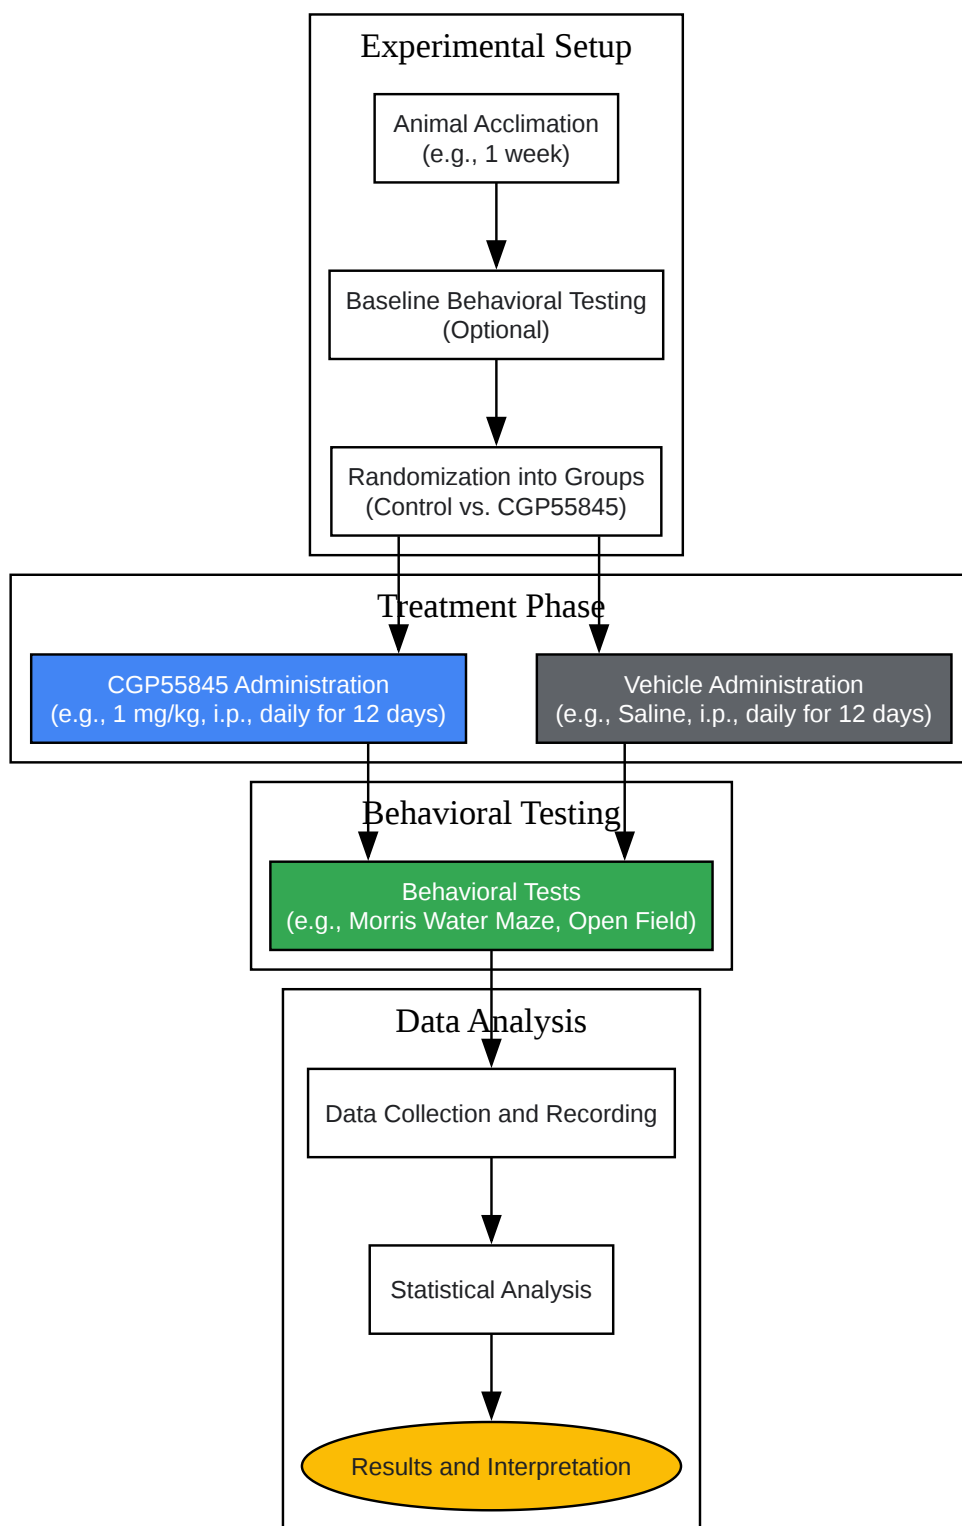 Experimental Setup
Animal Acclimation
(e.g., 1 week)
Baseline Behavioral Testing
(Optional)
Randomization into Groups
(Control vs. CGP55845)
Treatment Phase
CGP55845 Administration
(e.g., 1 mg/kg, i.p., daily for 12 days)
Vehicle Administration
(e.g., Saline, i.p., daily for 12 days)
Behavioral Testing
Behavioral Tests
(e.g., Morris Water Maze, Open Field)
Data Analysis
Data Collection and Recording
Statistical Analysis
Results and Interpretation